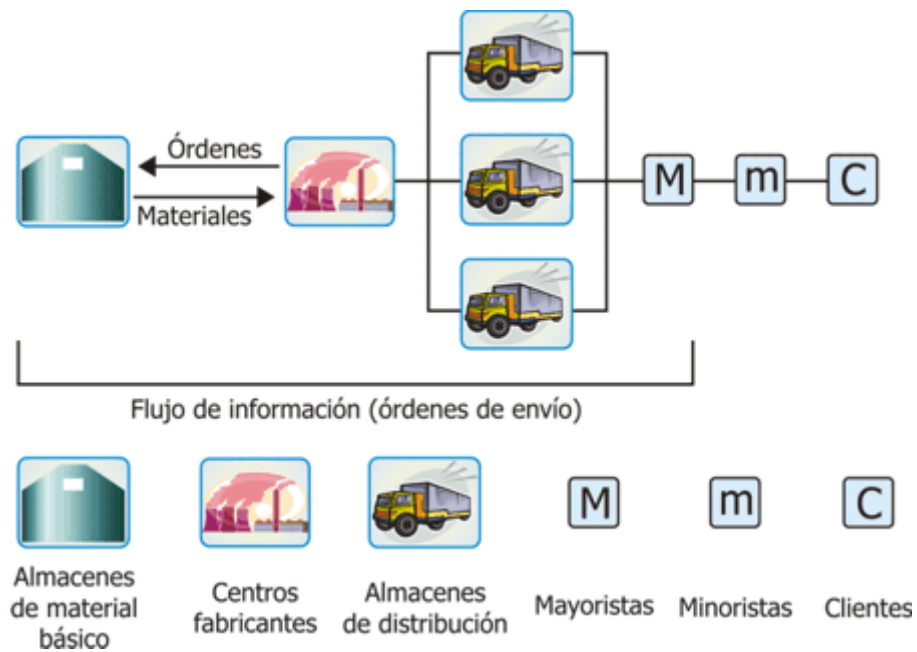 Órdenes
Materiales
M
m
C
Flujo de información (órdenes de envío)
M
m
C
Almacenes
de material
básico
Centros
fabricantes
Almacenes
de distribución
Mayoristas
Minoristas
Clientes